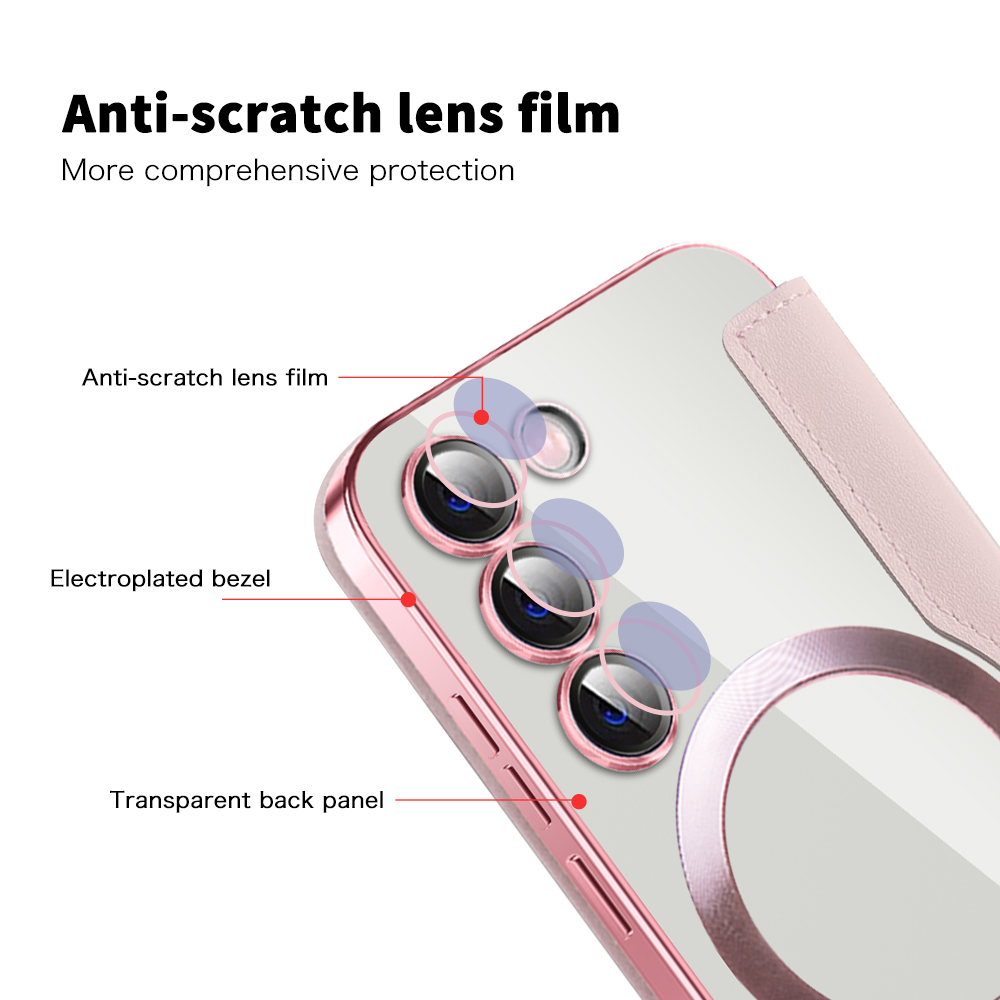 Anti-scratch lens film
More comprehensive protection
Anti-scratch lens film
Electroplated bezel
Transparent back panel